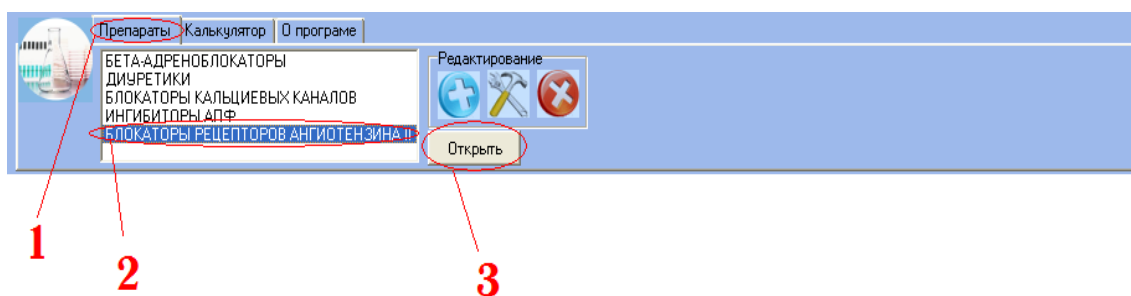 Препараты Калькулятор О програме
БЕТА-АДРЕНОБЛОКАТОРЫ
ДИУРЕТИКИ
БЛОКАТОРЫ КАЛЬЦИЕВЫХ КАНАЛОВ
ИНГИБИТОРЫ АПФ
БЛОКАТОРЫ РЕЦЕПТОРОВ АНГИОТЕНЗИНА II
Редактирование
Открыть
1
2
3